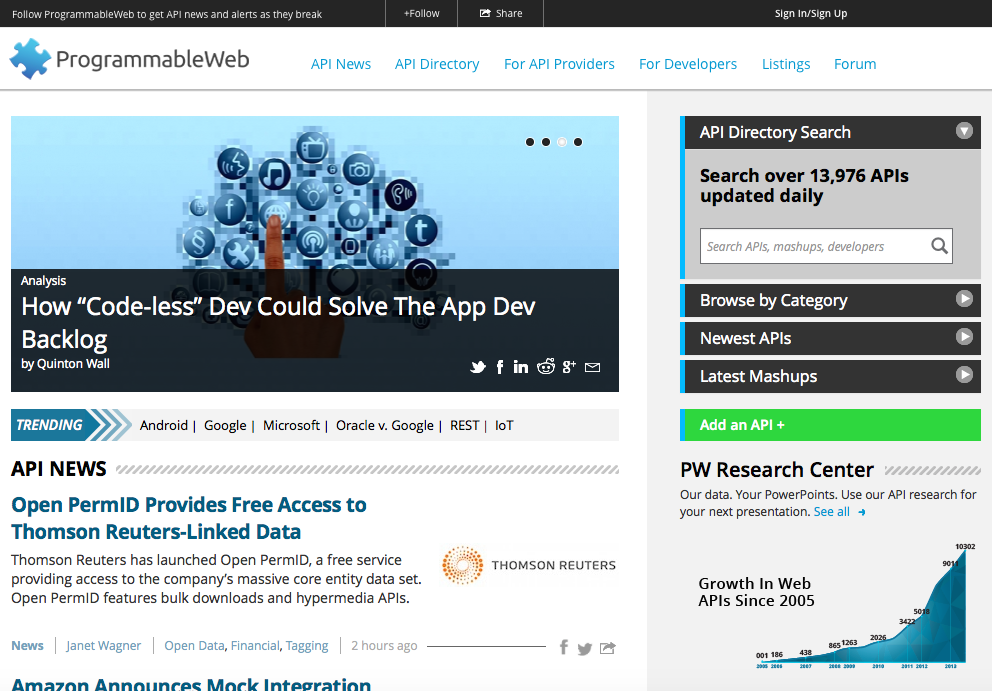 Follow ProgrammableWeb to get API news and alerts as they break
+Follow
Share
Sign In/Sign Up
ProgrammableWeb
API News
API Directory
For API Providers
For Developers
Listings
Forum
Analysis
How “Code-less” Dev Could Solve The App Dev
Backlog
by Quinton Wall
TRENDING
Android | Google | Microsoft | Oracle v. Google | REST | IoT
API NEWS
Open PermID Provides Free Access to
Thomson Reuters-Linked Data
Thomson Reuters has launched Open PermID, a free service
providing access to the company’s massive core entity data set.
Open PermID features bulk downloads and hypermedia APIs.
THOMSON REUTERS
News
Janet Wagner
Open Data, Financial, Tagging
2 hours ago
Amazon Announces Mock Integration
API Directory Search
Search over 13,976 APIs
updated daily
Search APIs, mashups, developers
Browse by Category
Newest APIs
Latest Mashups
Add an API +
PW Research Center
Our data. Your PowerPoints. Use our API research for
your next presentation. See all
Growth In Web
APIs Since 2005
001 186 438 865 1263 2026 3422 5018 9011 10302
2005 2006 2007 2008 2009 2010 2011 2012 2013